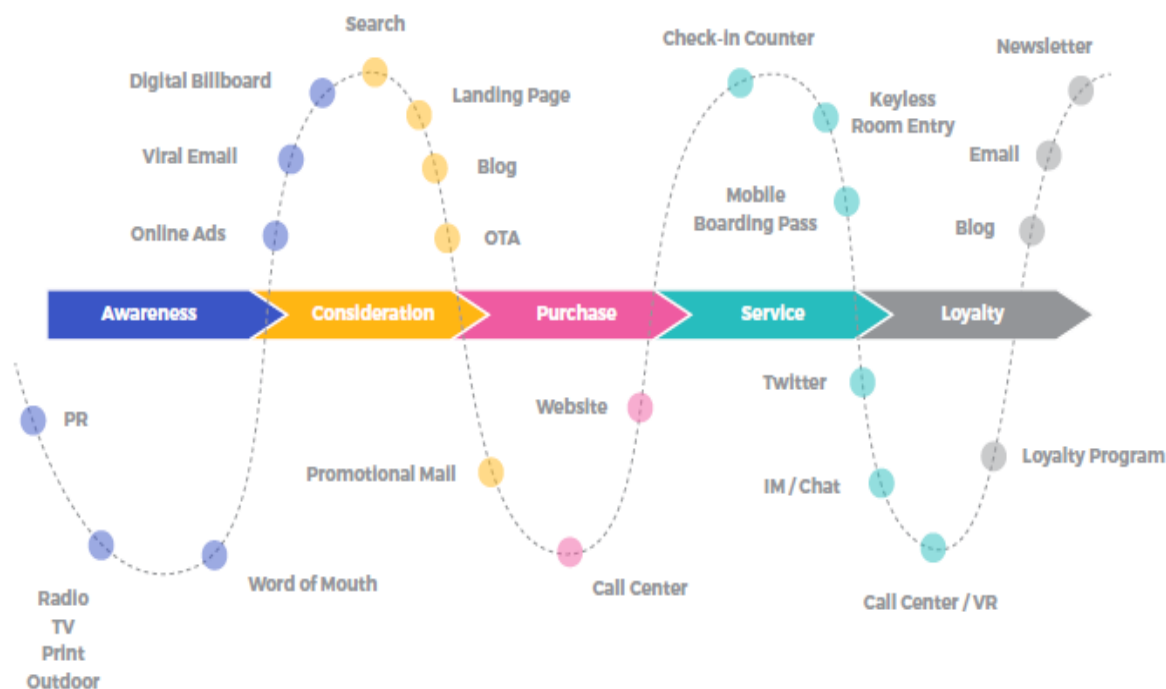 Search
Check-in Counter
Newsletter
Digital Billboard
Landing Page
Keyless
Room Entry
Viral Email
Blog
Email
Mobile
Boarding Pass
Online Ads
OTA
Blog
Awareness
Consideration
Purchase
Service
Loyalty
Twitter
Website
PR
Promotional Mail
Loyalty Program
IM / Chat
Word of Mouth
Call Center
Call Center / VR
Radio
TV
Print
Outdoor